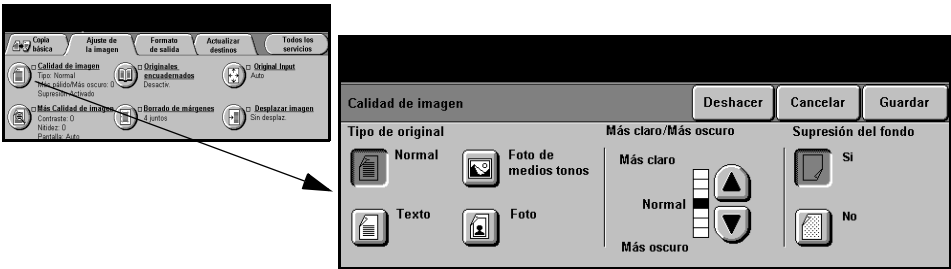 Copia básica
Ajuste de la imagen
Formato de salida
Actualizar destinos
Todos los servicios
Calidad de imagen
Tipo: Normal
Más pálido/Más oscuro: 0
Supresión Activado
Originales encuadernados
Desactiv.
Original Input
Auto
Más Calidad de imagen
Contraste: 0
Nitidez: 0
Pantalla: Auto
Borrado de márgenes
4 juntos
Desplazar imagen
Sin desplaz.
Calidad de imagen
Deshacer
Cancelar
Guardar
Tipo de original
Más claro/Más oscuro
Supresión del fondo
Normal
Foto de medios tonos
Texto
Foto
Más claro
Normal
Más oscuro
Si
No